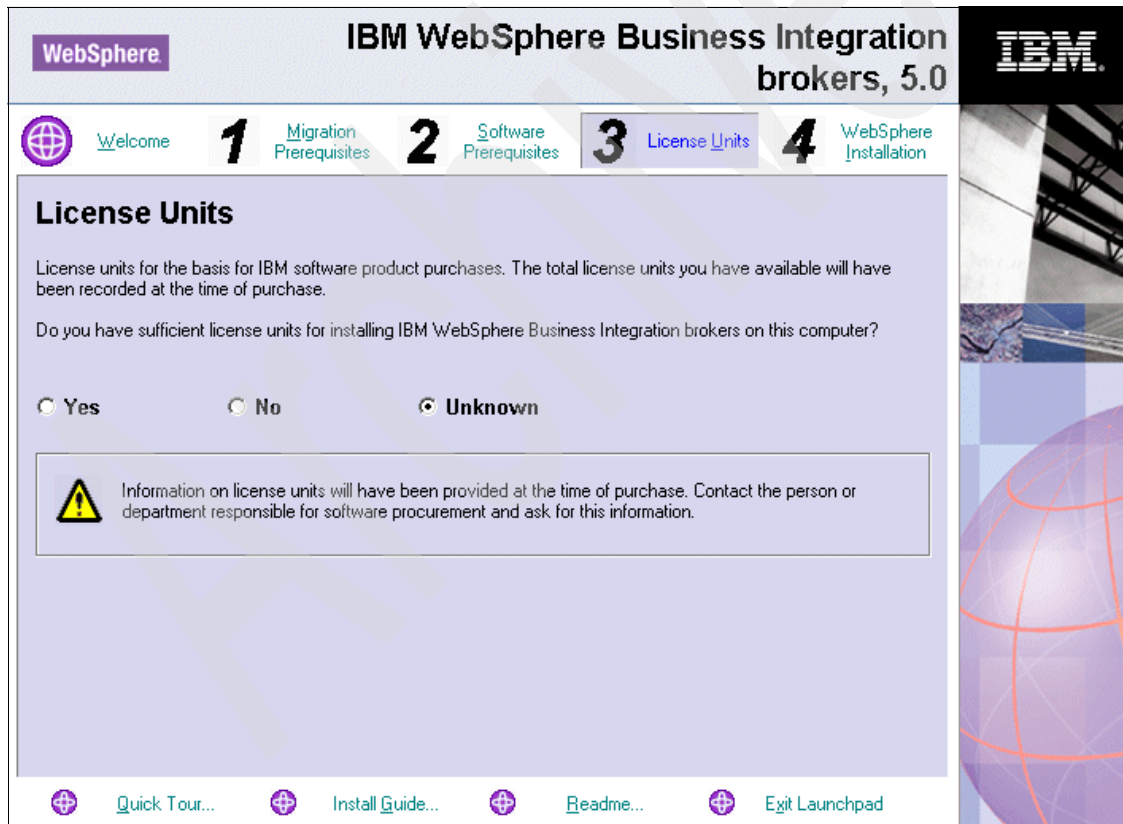 WebSphere.
IBM WebSphere Business Integration
brokers, 5.0
IBM.
Welcome
1
Migration
Prerequisites
2
Software
Prerequisites
3
License Units
4
WebSphere
Installation
License Units
License units for the basis for IBM software product purchases. The total license units you have available will have
been recorded at the time of purchase.
Do you have sufficient license units for installing IBM WebSphere Business Integration brokers on this computer?
Yes
No
Unknown
Information on license units will have been provided at the time of purchase. Contact the person or
department responsible for software procurement and ask for this information.
Quick Tour...
Install Guide...
Readme...
Exit Launchpad